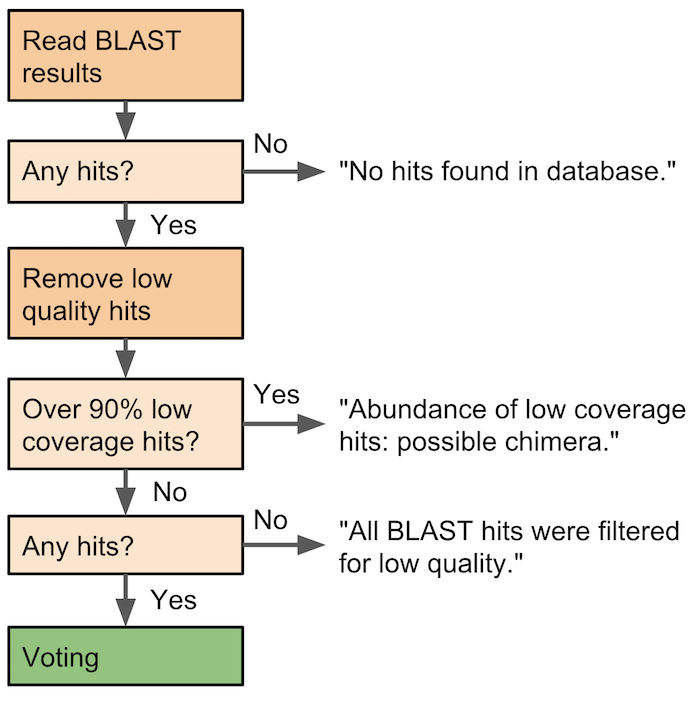 Read BLAST
results
Any hits?
No
"No hits found in database."
Yes
Remove low
quality hits
Over 90% low
coverage hits?
Yes
"Abundance of low coverage
hits: possible chimera."
No
Any hits?
No
"All BLAST hits were filtered
for low quality."
Yes
Voting